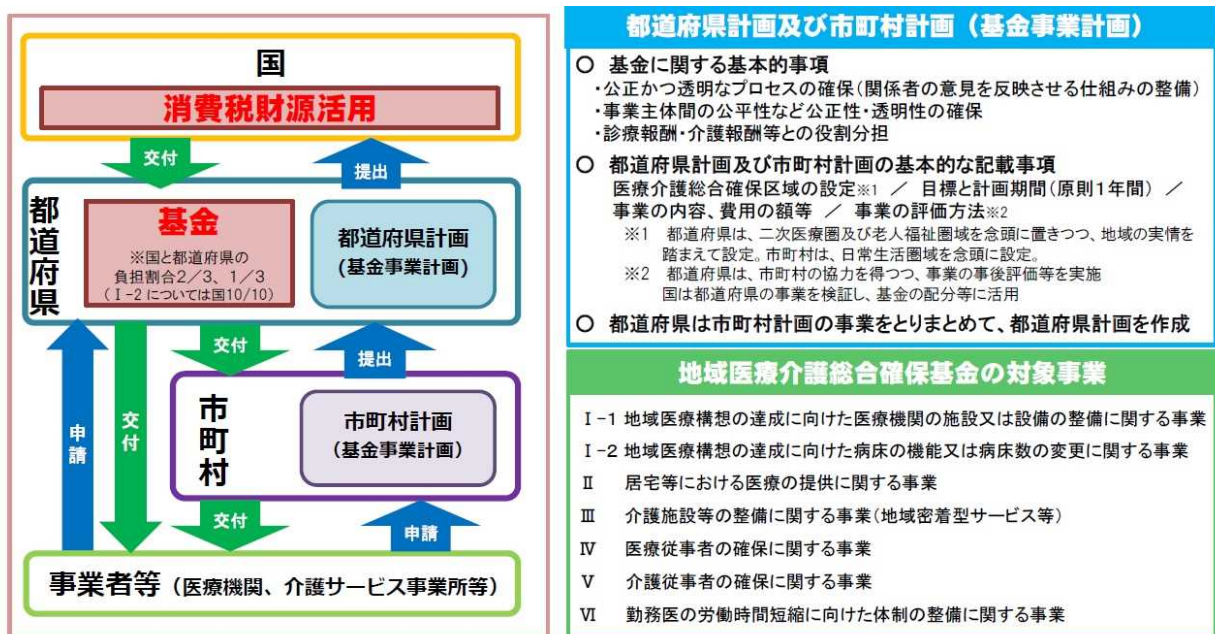 国
消費税財源活用
交付
提出
都道府県
基金
※国と都道府県の
負担割合2/3、1/3
(Ⅰ-2については国10/10)
都道府県計画
(基金事業計画)
交付
提出
申請
交付
市町村
市町村計画
(基金事業計画)
交付
申請
事業者等(医療機関、介護サービス事業所等)
都道府県計画及び市町村計画(基金事業計画)
○ 基金に関する基本的事項
・公正かつ透明なプロセスの確保(関係者の意見を反映させる仕組みの整備)
・事業主体間の公平性など公正性・透明性の確保
・診療報酬・介護報酬等との役割分担
○ 都道府県計画及び市町村計画の基本的な記載事項
医療介護総合確保区域の設定※1 / 目標と計画期間(原則1年間) /
事業の内容、費用の額等 / 事業の評価方法※2
※1 都道府県は、二次医療圏及び老人福祉圏域を念頭に置きつつ、地域の実情を
踏まえて設定。市町村は、日常生活圏域を念頭に設定。
※2 都道府県は、市町村の協力を得つつ、事業の事後評価等を実施
国は都道府県の事業を検証し、基金の配分等に活用
○ 都道府県は市町村計画の事業をとりまとめて、都道府県計画を作成
地域医療介護総合確保基金の対象事業
Ⅰ-1 地域医療構想の達成に向けた医療機関の施設又は設備の整備に関する事業
Ⅰ-2 地域医療構想の達成に向けた病床の機能又は病床数の変更に関する事業
Ⅱ 居宅等における医療の提供に関する事業
Ⅲ 介護施設等の整備に関する事業(地域密着型サービス等)
Ⅳ 医療従事者の確保に関する事業
Ⅴ 介護従事者の確保に関する事業
Ⅵ 勤務医の労働時間短縮に向けた体制の整備に関する事業